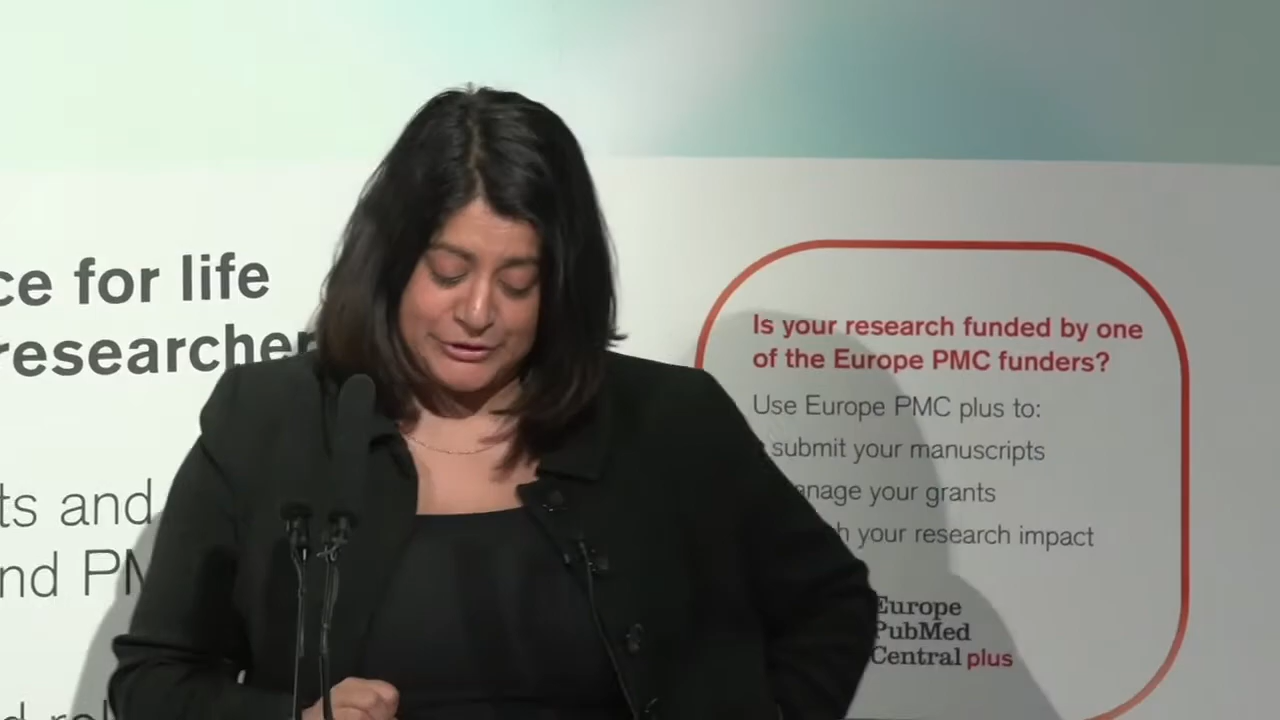 ce for life
researcher
ts and
nd PM
Is your research funded by one
of the Europe PMC funders?
Use Europe PMC plus to:
submit your manuscripts
anage your grants
h your research impact
Europe
PubMed
Central plus